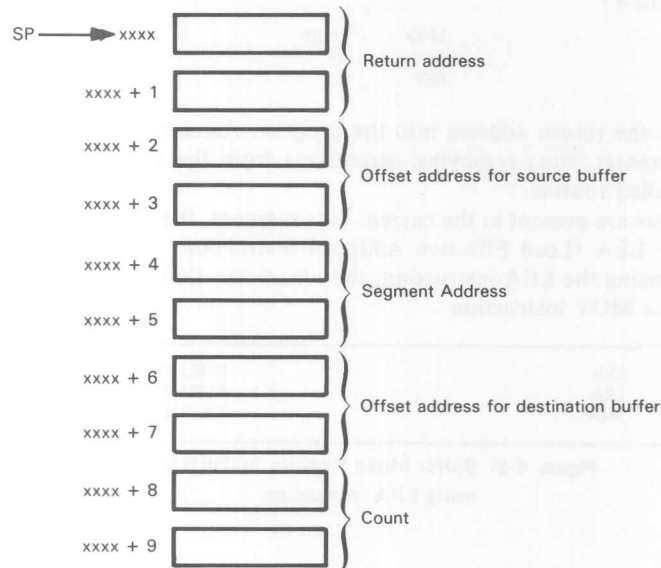 SP xxxx
Return address
xxxx + 1
xxxx + 2
Offset address for source buffer
xxxx + 3
xxxx + 4
Segment Address
xxxx + 5
xxxx + 6
Offset address for destination buffer
xxxx + 7
xxxx + 8
Count
xxxx + 9